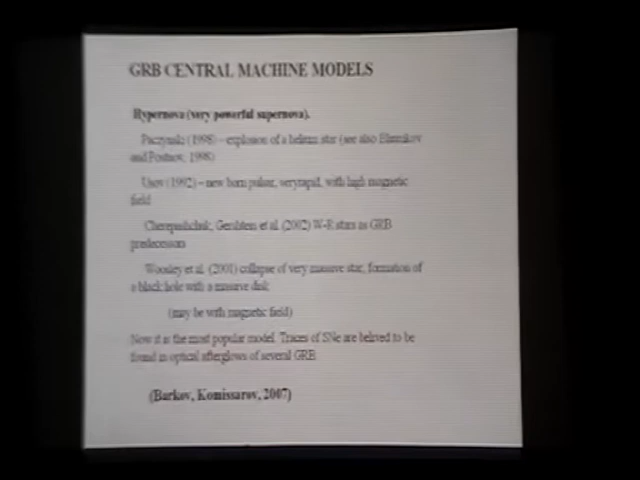 GRB CENTRAL MACHINE MODELS
Hypernova (very powerful supernova).
Paczynski (1998) – explosion of a helium star (see also Blinnikov
and Postnov, 1998)
Usov (1992) – new born pulsar, very rapid, with high magnetic
field
Cherepashchuk; Gershtein et al. (2002) W-R stars as GRB
predecessors
Woosley et al. (2001) collapse of very massive star, formation of
a black hole with a massive disk
(may be with magnetic field)
Now it is the most popular model. Traces of SNe are belived to be
found in optical afterglows of several GRB
(Barkov, Komissarov, 2007)